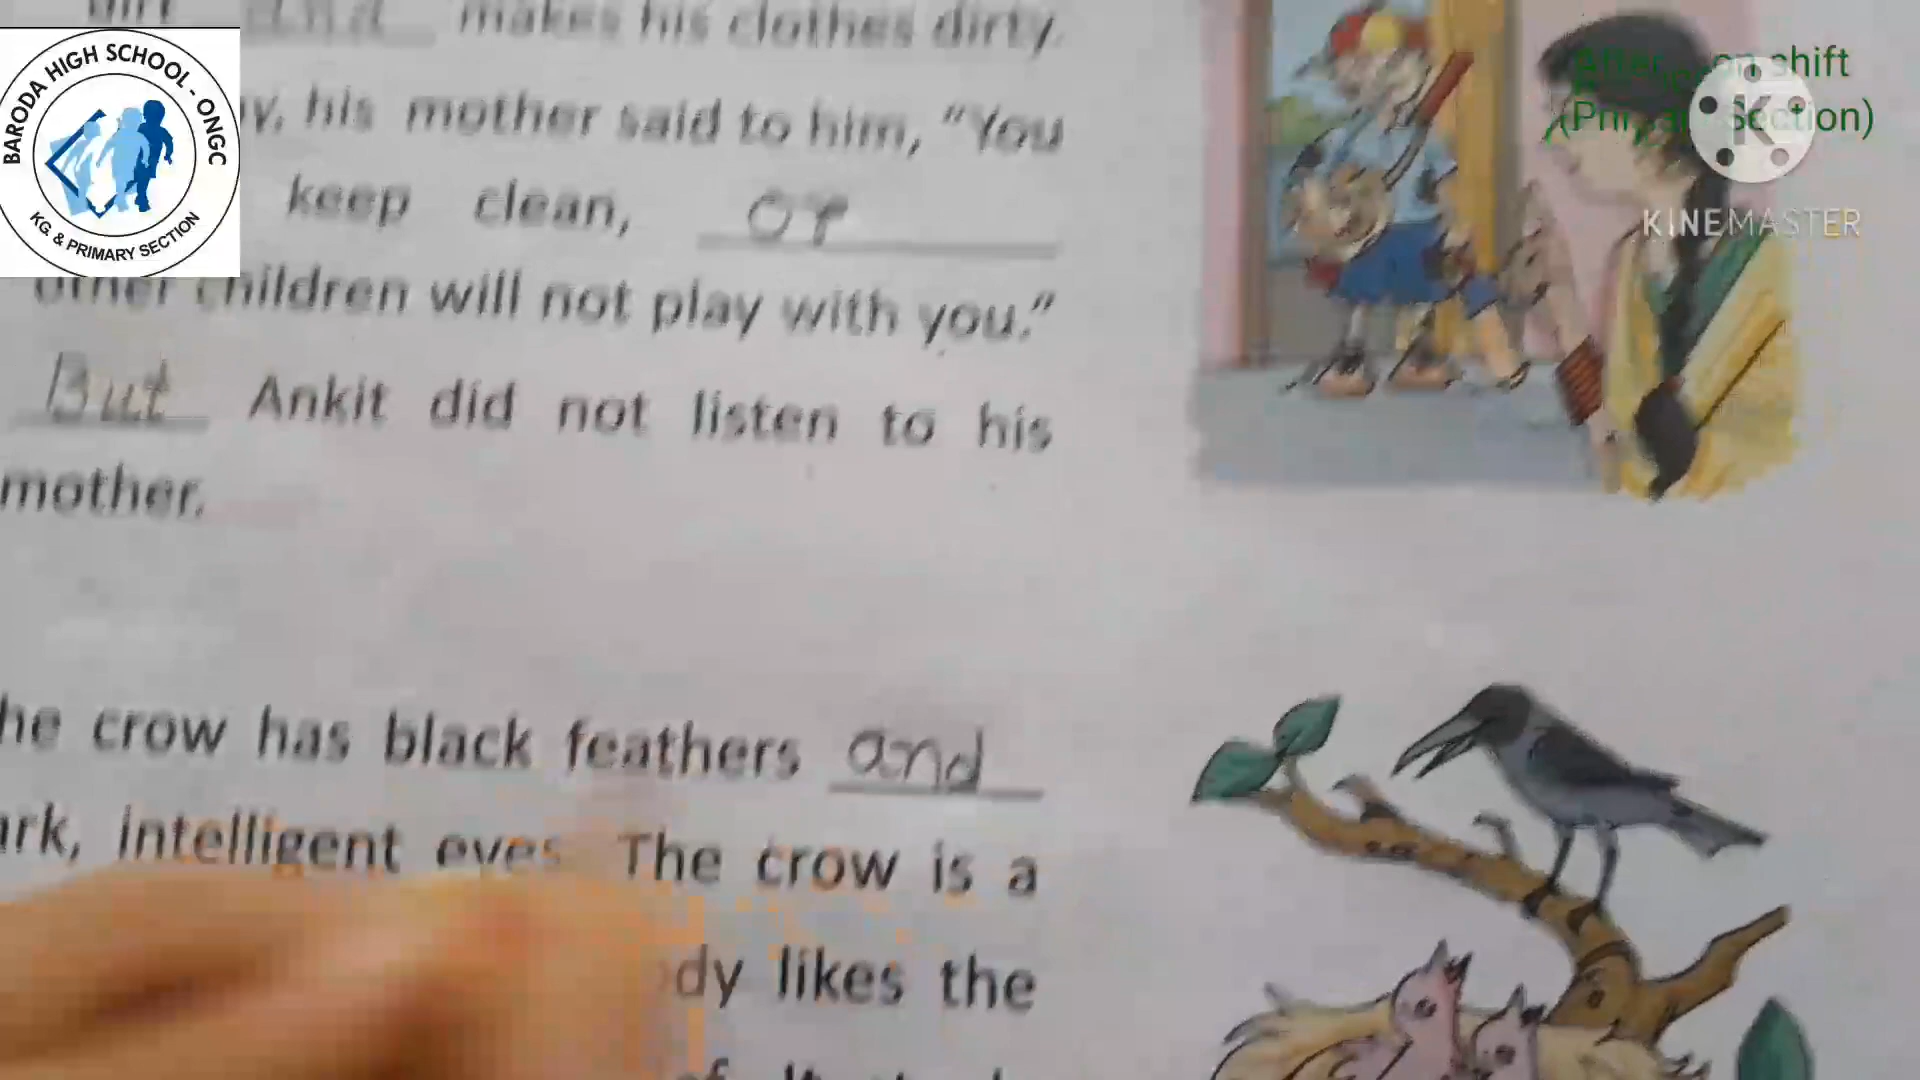 and makes his clothes dirty.
his mother said to him, "You
keep clean, or
other children will not play with you."
But Ankit did not listen to his
mother.
he crow has black feathers and
ark, intelligent eyes. The crow is a
dy likes the
of
BARODA HIGH SCHOOL - ONGC
KG & PRIMARY SECTION
shift
(Primary Section)
K
KINEMASTER